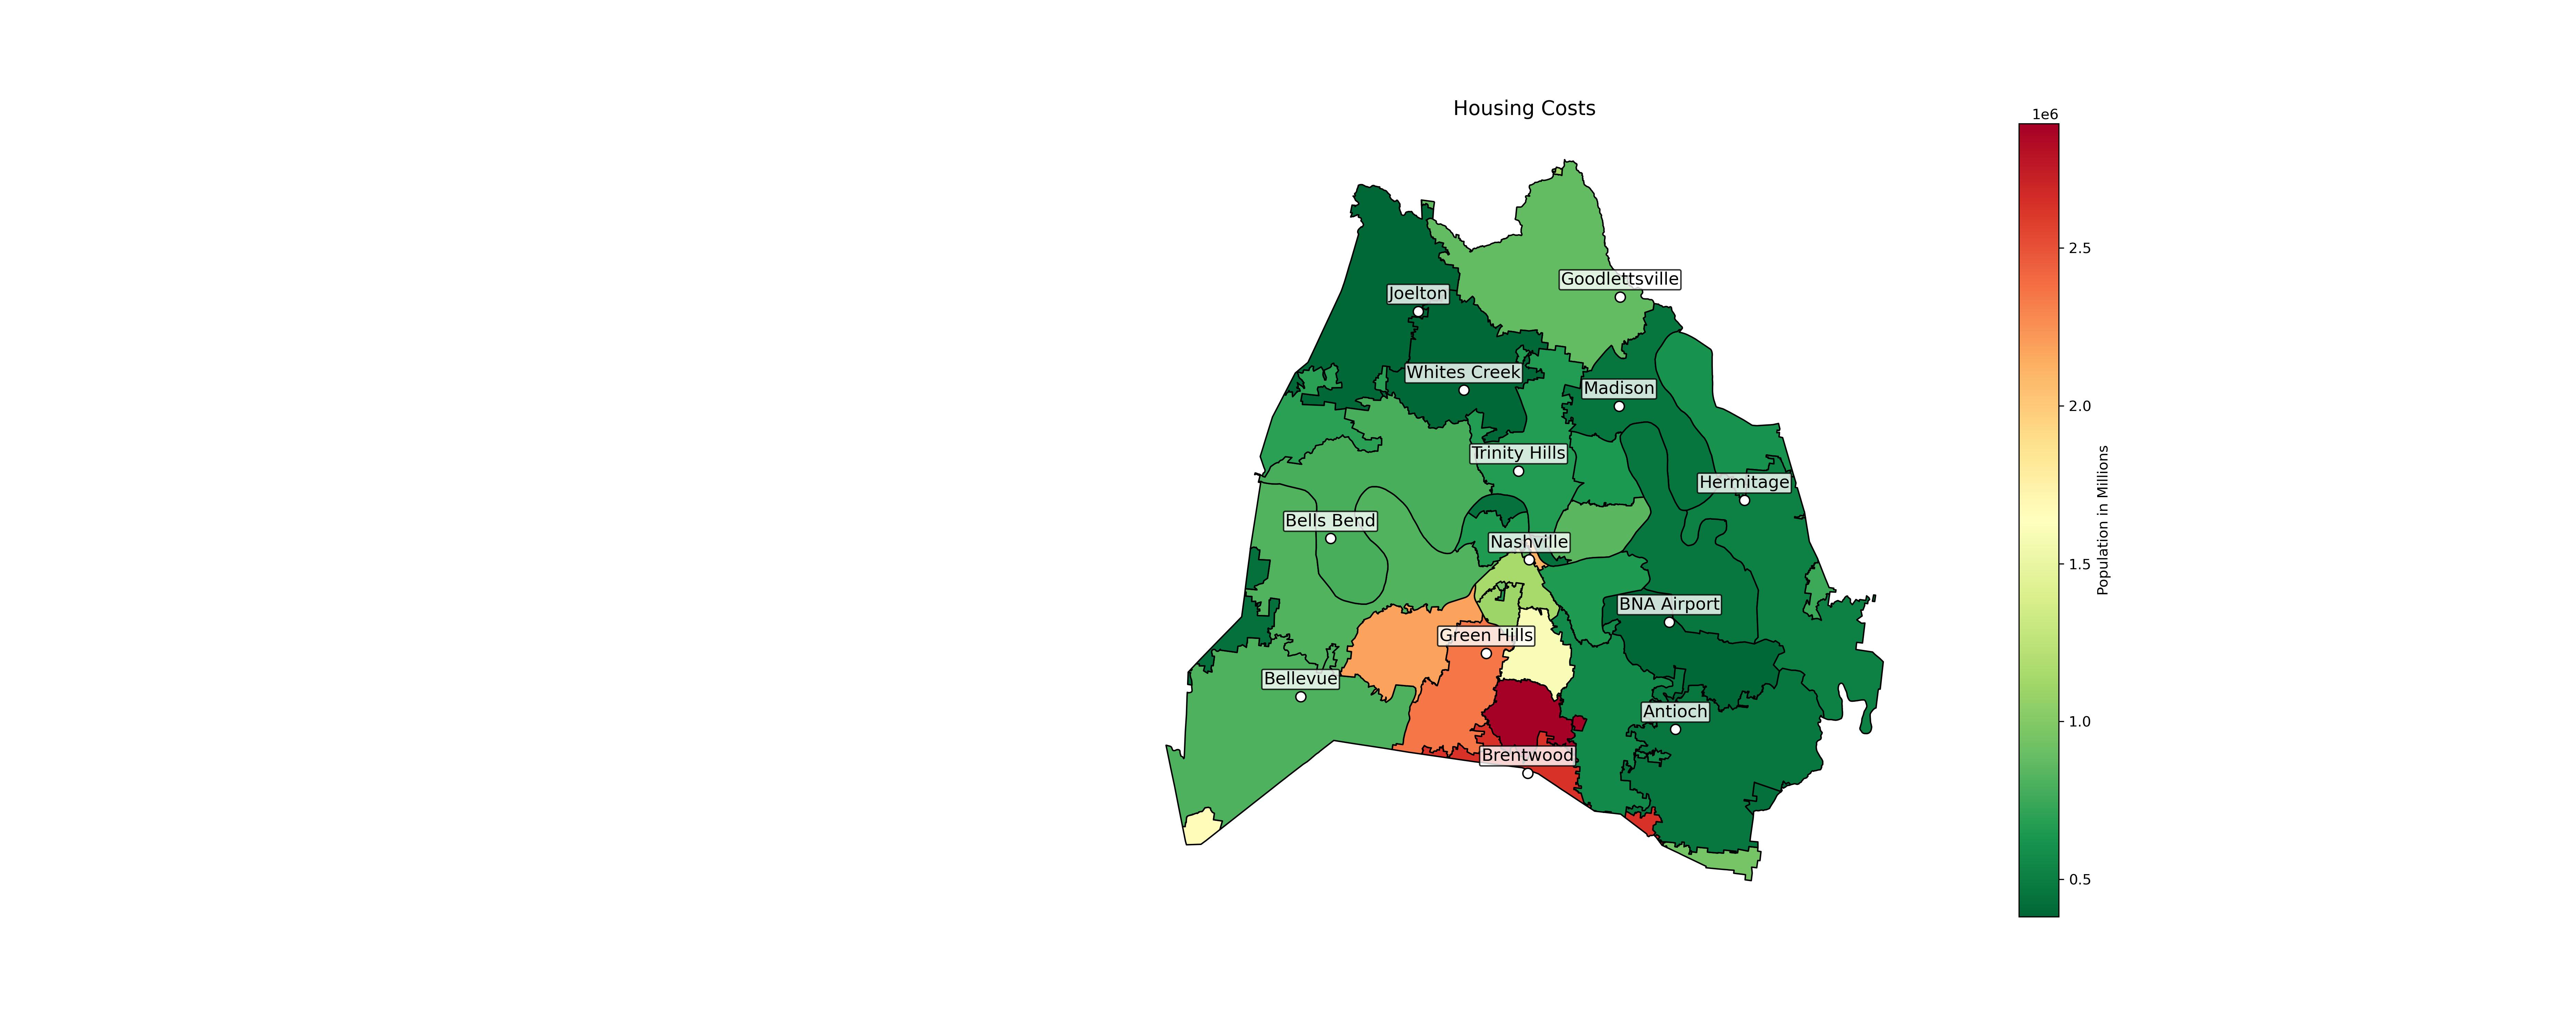 Housing Costs
1e6
Goodlettsville
Joelton
Whites Creek
Madison
Trinity Hills
Hermitage
Bells Bend
Nashville
BNA Airport
Green Hills
Bellevue
Antioch
Brentwood
2.5
2.0
1.5
1.0
0.5
Population in Millions